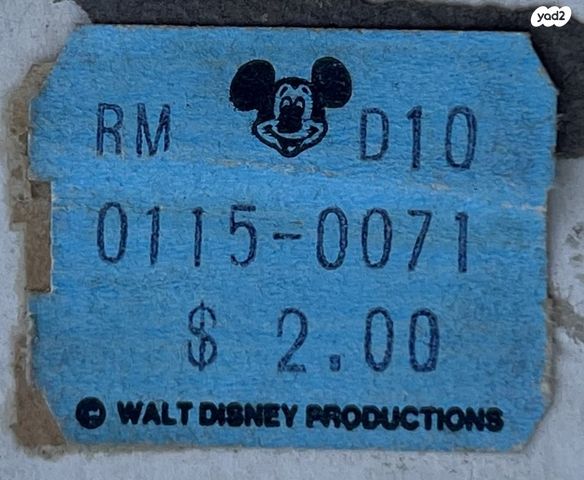 yad2
RM D10
0115-0071
$ 2.00
© WALT DISNEY PRODUCTIONS